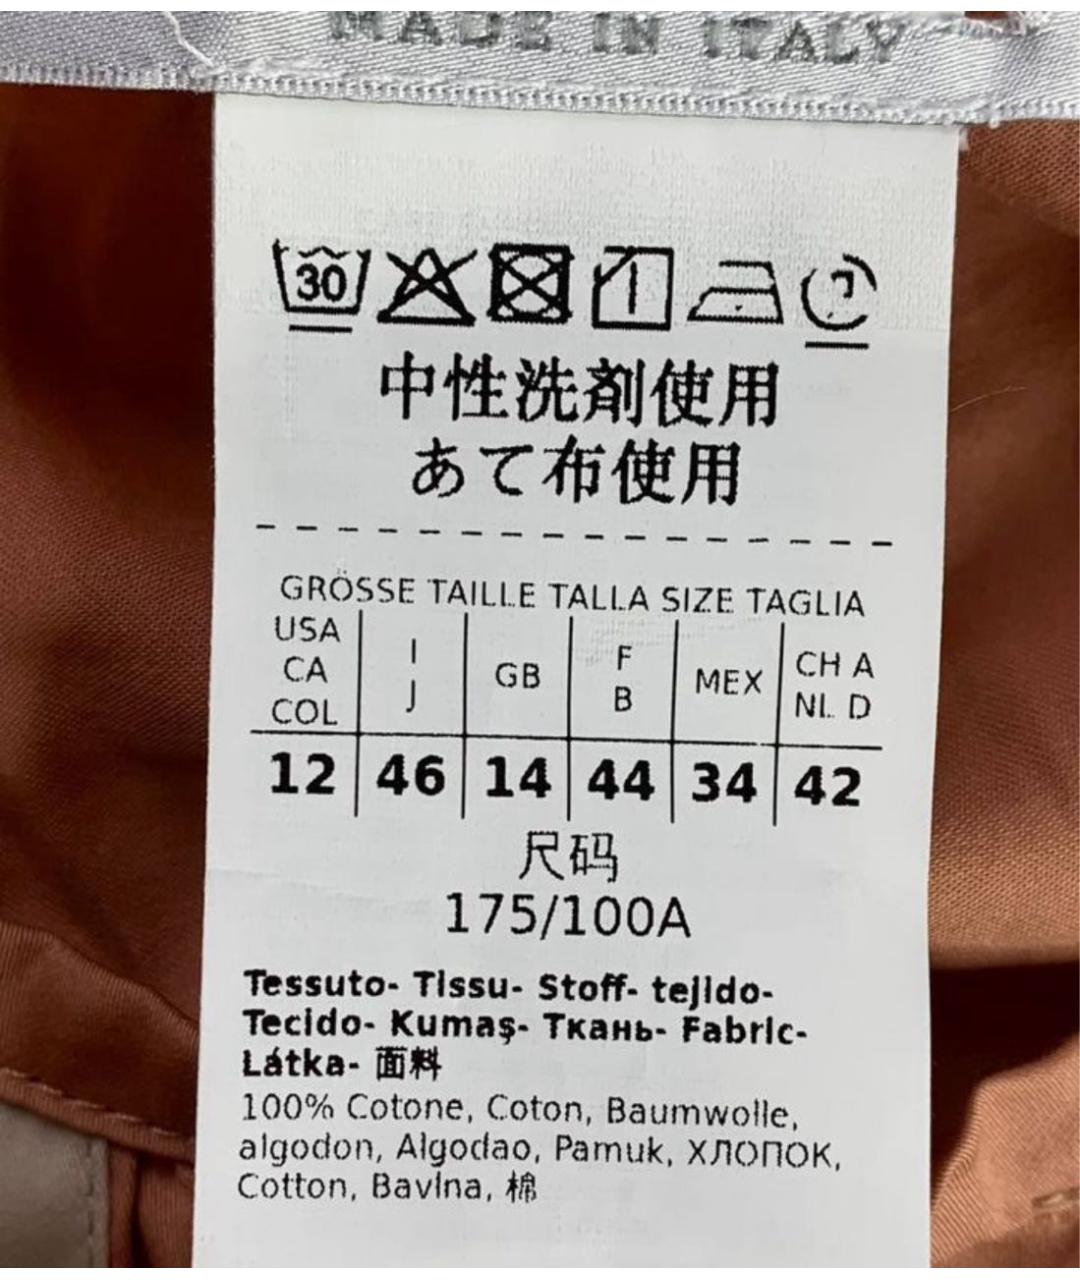 MADE IN ITALY
30
中性洗剤使用
あて布使用
GRÖSSE TAILLE TALLA SIZE TAGLIA
USA CA COL | I J | GB | F B | MEX | CH A NL D
12 | 46 | 14 | 44 | 34 | 42
尺码
175/100A
Tessuto- Tissu- Stoff- tejido-
Tecido- Kumaş- Ткань- Fabric-
Látka- 面料
100% Cotone, Coton, Baumwolle,
algodon, Algodao, Pamuk, ХЛОПОК,
Cotton, Bavlna, 棉